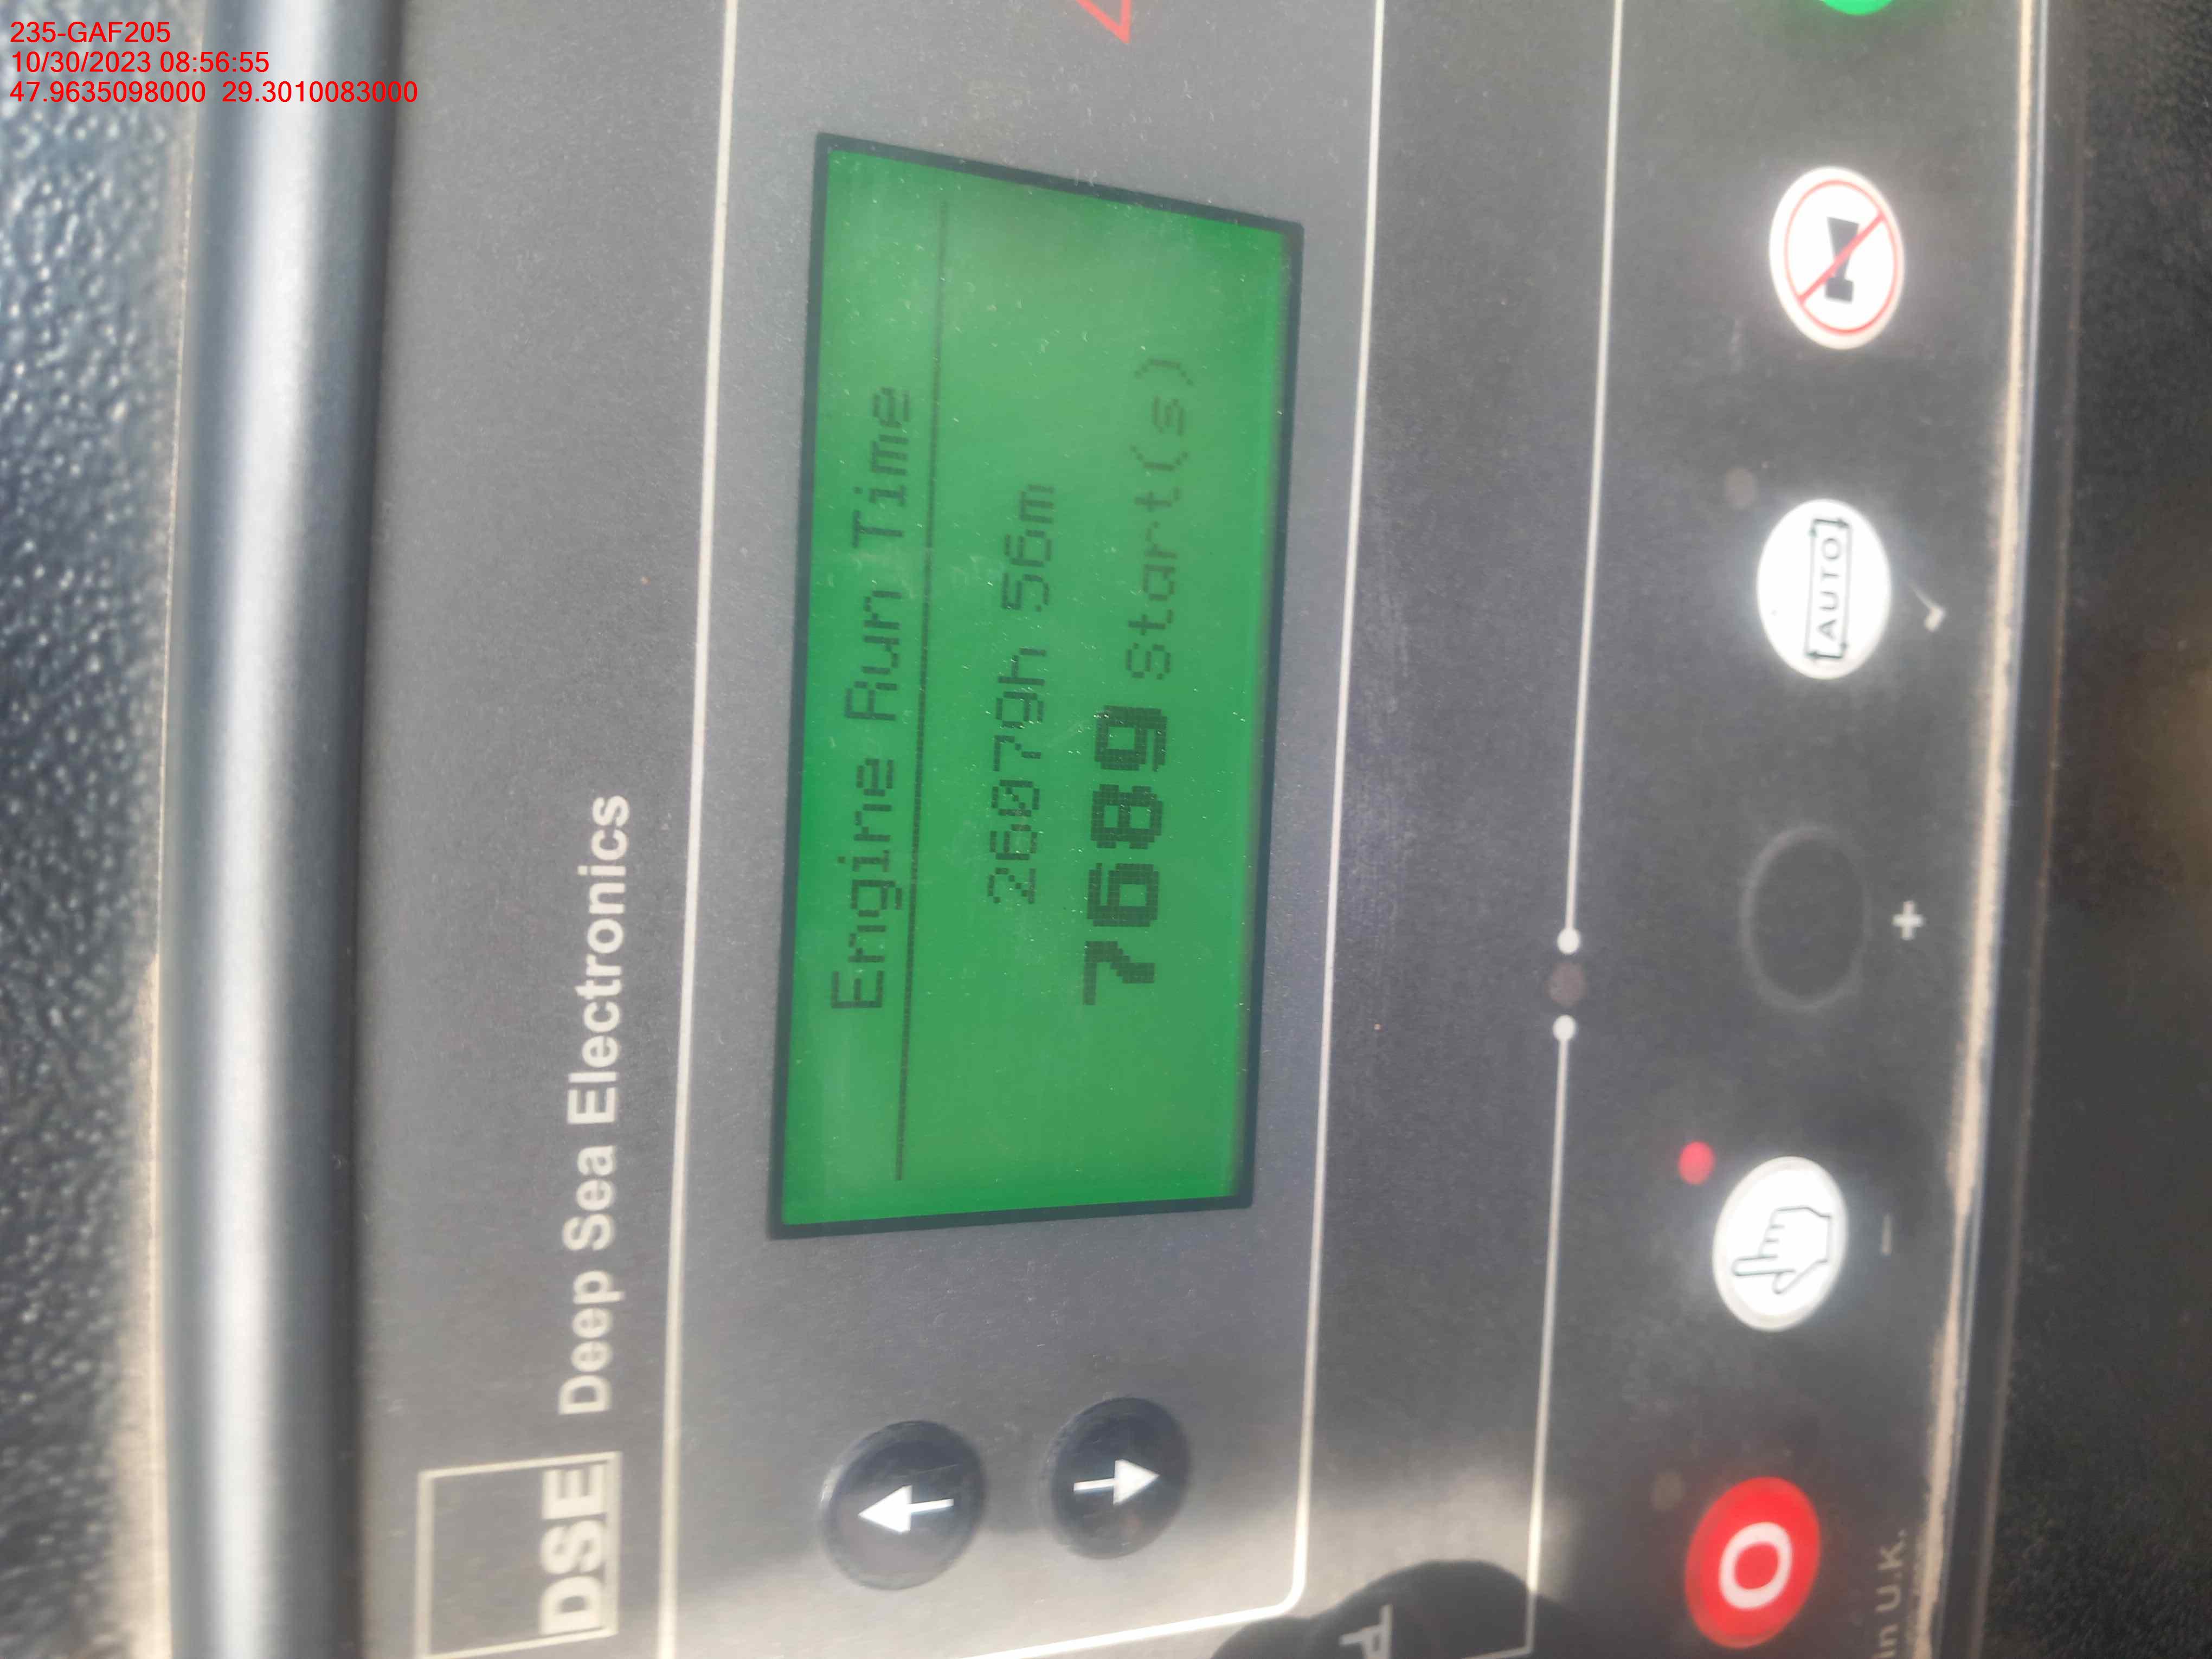 235-GAF205
10/30/2023 08:56:55
47.9635098000 29.3010083000
DSE Deep Sea Electronics
Engine Run Time
26079h 56m
7689 Start(s)
AUTO
+
-
O
in U.K.